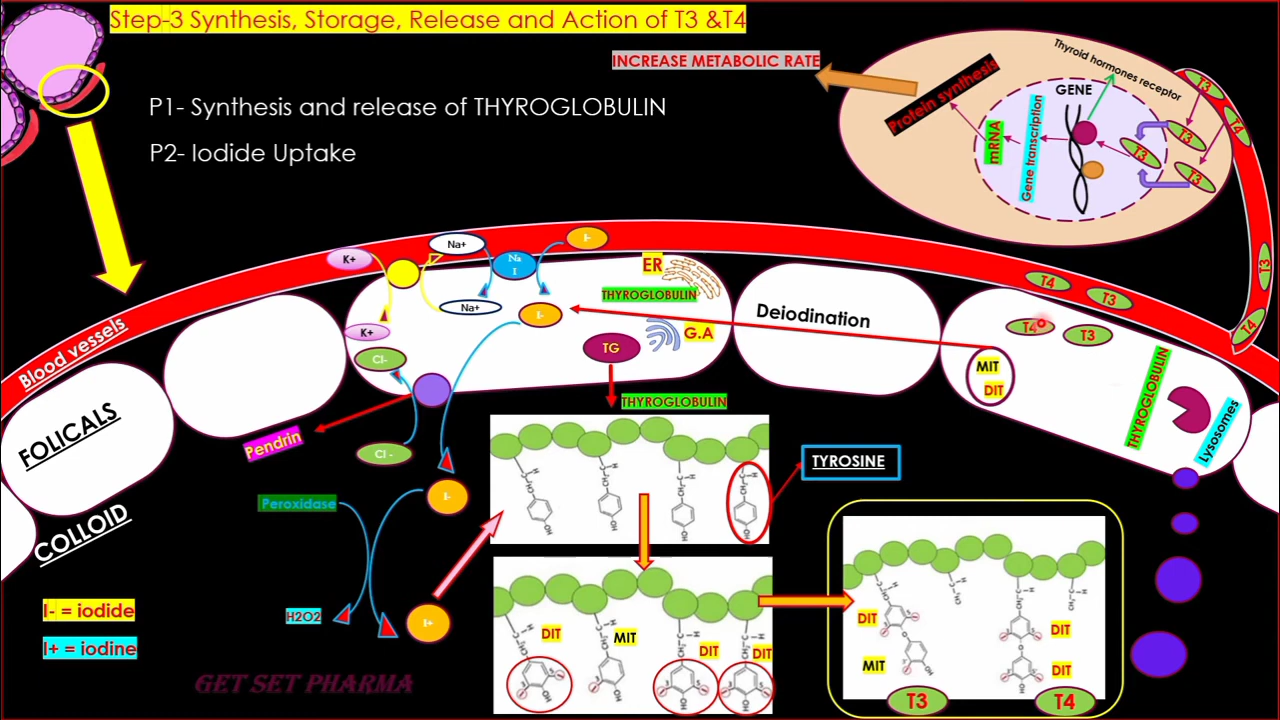 Step-3 Synthesis, Storage, Release and Action of T3 &T4
INCREASE METABOLIC RATE
P1- Synthesis and release of THYROGLOBULIN
P2- Iodide Uptake
Protein synthesis
mRNA
Gene transcription
GENE
Thyroid hormones receptor
T3
T3
T3
T3
T4
T3
T4
Blood vessels
K+
Na+
Na
I
I-
K+
Na+
I-
ER
THYROGLOBULIN
G.A
TG
Deiodination
T4
T3
T4
T3
MIT
DIT
THYROGLOBULIN
Lysosomes
FOLICALS
COLLOID
Cl-
Pendrin
Cl -
THYROGLOBULIN
TYROSINE
Peroxidase
I-
H2O2
I+
I- = iodide
I+ = iodine
GET SET PHARMA
DIT
MIT
DIT
DIT
DIT
MIT
DIT
DIT
T3
T4